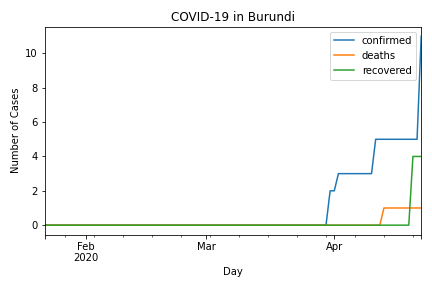 COVID-19 in Burundi
confirmed
deaths
recovered
Number of Cases
10
8
6
4
2
0
Feb
2020
Mar
Apr
Day